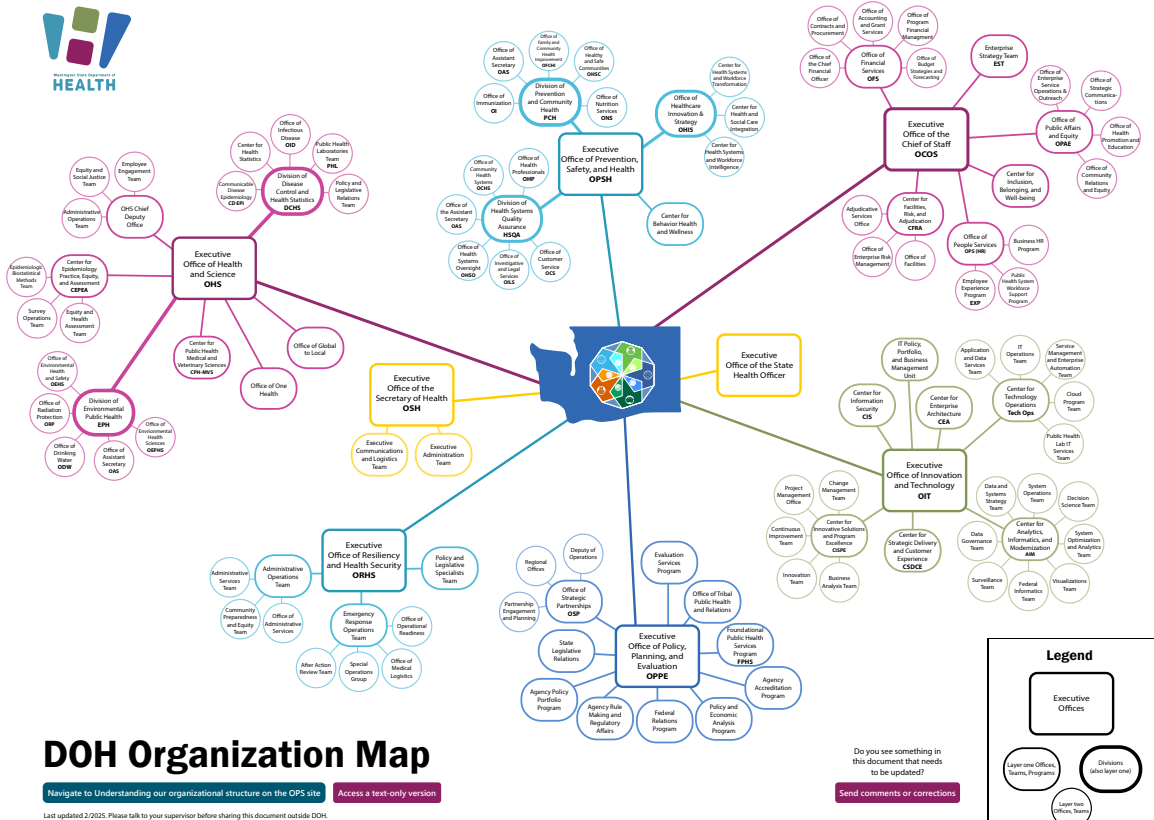 Washington State Department of
HEALTH
Office of
Assistant
Secretary
OAS
Office of
Family and
Community
Health
Improvement
OFCHI
Office of
Healthy
and Safe
Communities
OHSC
Office of
Immunization
OI
Division of
Prevention
and Community
Health
PCH
Office of
Nutrition
Services
ONS
Office of
Healthcare
Innovation &
Strategy
OHIS
Center for
Health Systems
and Workforce
Transformation
Center for
Health and
Social Care
Integration
Center for
Health Systems
and Workforce
Intelligence
Executive
Office of Prevention,
Safety, and Health
OPSH
Office of
Community
Health Systems
OCHS
Office of
Health
Professionals
OHP
Office of
the Assistant
Secretary
OAS
Division of
Health Systems
Quality
Assurance
HSQA
Office of
Health
Systems
Oversight
OHSO
Office of
Investigative
and Legal
Services
OILS
Office of
Customer
Service
OCS
Center for
Behavior Health
and Wellness
Office of
Contracts and
Procurement
Office of
Accounting
and Grant
Services
Office of
Program
Financial
Managment
Office of
the Chief
Financial
Officer
Office of
Financial
Services
OFS
Office of
Budget
Strategies and
Forecasting
Enterprise
Strategy Team
EST
Executive
Office of the
Chief of Staff
OCOS
Office of
Enterprise
Service
Operations &
Outreach
Office of
Strategic
Communica-
tions
Office of
Public Affairs
and Equity
OPAE
Office of
Health
Promotion and
Education
Office of
Community
Relations
and Equity
Center for
Inclusion,
Belonging, and
Well-being
Adjudicative
Services
Office
Center for
Facilities,
Risk, and
Adjudication
CFRA
Office of
Enterprise Risk
Management
Office of
Facilities
Office of
People Services
OPS (HR)
Business HR
Program
Employee
Experience
Program
EXP
Public
Health System
Workforce
Support
Program
Office of
Infectious
Disease
OID
Center for
Health
Statistics
Public Health
Laboratories
Team
PHL
Communicable
Disease
Epidemiology
CD EPI
Division of
Disease
Control and
Health Statistics
DCHS
Policy and
Legislative
Relations
Team
Equity and
Social Justice
Team
Employee
Engagement
Team
Administrative
Operations
Team
OHS Chief
Deputy
Office
Executive
Office of Health
and Science
OHS
Epidemiologic
Biostatistical
Methods
Team
Center for
Epidemiology
Practice, Equity,
and Assessment
CEPEA
Survey
Operations
Team
Equity and
Health
Assessment
Team
Center for
Public Health
Medical and
Veterinary Sciences
CPH-MVS
Office of One
Health
Office of Global
to Local
Office of
Environmental
Health
and Safety
OEHS
Office of
Radiation
Protection
ORP
Division of
Environmental
Public Health
EPH
Office of
Environmental
Health
Sciences
OEPHS
Office of
Drinking
Water
ODW
Office of
Assistant
Secretary
OAS
Executive
Office of the
Secretary of Health
OSH
Executive
Communications
and Logistics
Team
Executive
Administration
Team
Executive
Office of the State
Health Officer
IT Policy,
Portfolio,
and Business
Management
Unit
Center for
Information
Security
CIS
Center for
Enterprise
Architecture
CEA
Application
and Data
Services
Team
IT
Operations
Team
Service
Management
and Enterprise
Automation
Team
Center for
Technology
Operations
Tech Ops
Cloud
Program
Team
Public Health
Lab IT
Services
Team
Executive
Office of Innovation
and Technology
OIT
Project
Management
Office
Change
Management
Team
Continuous
Improvement
Team
Center for
Innovative Solutions
and Program
Excellence
CISPE
Innovation
Team
Business
Analysis Team
Center for
Strategic Delivery
and Customer
Experience
CSDCE
Data and
Systems
Strategy
Team
System
Operations
Team
Decision
Science Team
Data
Governance
Team
Center for
Analytics,
Informatics, and
Modernization
AIM
System
Optimization
and Analytics
Team
Surveillance
Team
Federal
Informatics
Team
Visualizations
Team
Executive
Office of Resiliency
and Health Security
ORHS
Administrative
Services
Team
Administrative
Operations
Team
Community
Preparedness
and Equity
Team
Office of
Administrative
Services
Policy and
Legislative
Specialists
Team
Emergency
Response
Operations
Team
Office of
Operational
Readiness
After Action
Review Team
Special
Operations
Group
Office of
Medical
Logistics
Regional
Offices
Deputy of
Operations
Partnership
Engagement
and Planning
Office of
Strategic
Partnerships
OSP
Evaluation
Services
Program
Office of Tribal
Public Health
and Relations
State
Legislative
Relations
Executive
Office of Policy,
Planning, and
Evaluation
OPPE
Foundational
Public Health
Services
Program
FPHS
Agency Policy
Portfolio
Program
Agency Rule
Making and
Regulatory
Affairs
Federal
Relations
Program
Policy and
Economic
Analysis
Program
Agency
Accreditation
Program
DOH Organization Map
Navigate to Understanding our organizational structure on the OPS site
Access a text-only version
Last updated 2/2025. Please talk to your supervisor before sharing this document outside DOH.
Do you see something in
this document that needs
to be updated?
Send comments or corrections
Legend
Executive
Offices
Layer one Offices,
Teams, Programs
Divisions
(also layer one)
Layer two
Offices, Teams